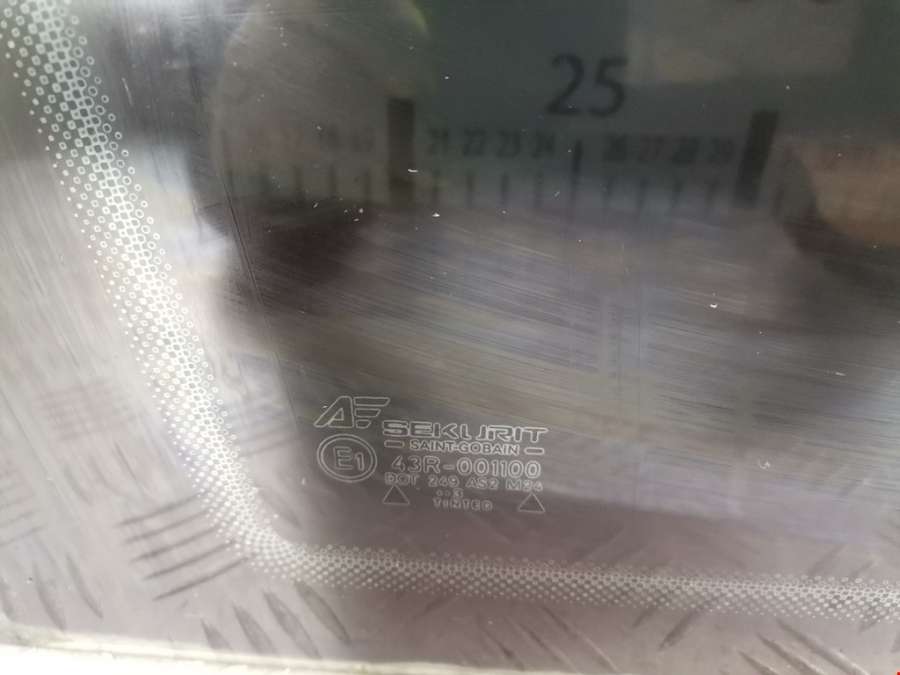 25
21 22 23 24 26 27 28 29
AF SEKURIT
SAINT-GOBAIN
E1 43R-001100
DOT 249 AS2 M24
··3
TINTED